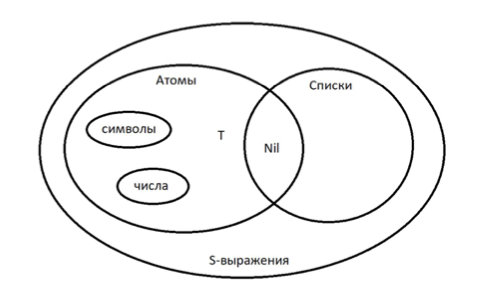 Атомы
Списки
символы
T
Nil
числа
S-выражения